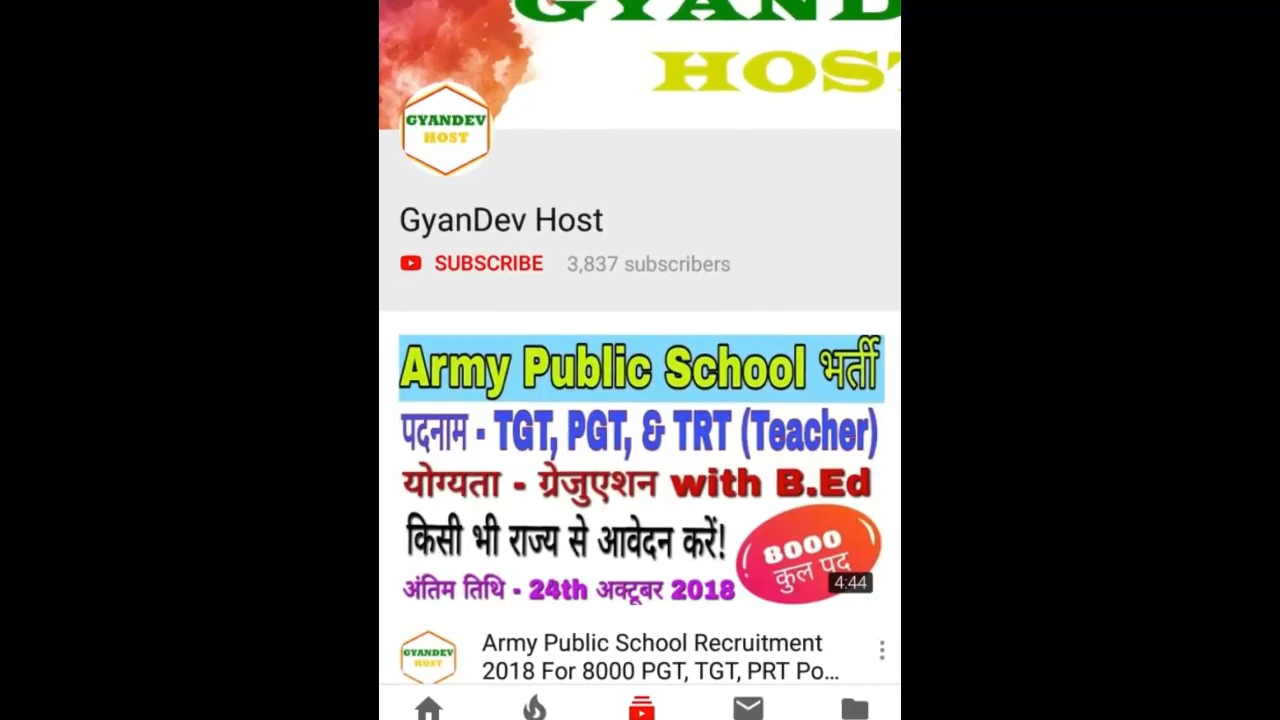 GYAND
HOST
GYANDEV
HOST
GyanDev Host
SUBSCRIBE 3,837 subscribers
Army Public School भर्ती
पदनाम - TGT, PGT, & TRT (Teacher)
योग्यता - ग्रेजुएशन with B.Ed
किसी भी राज्य से आवेदन करें!
8000
कुल पद
4:44
अंतिम तिथि - 24th अक्टूबर 2018
GYANDEV
HOST
Army Public School Recruitment
2018 For 8000 PGT, TGT, PRT Po...